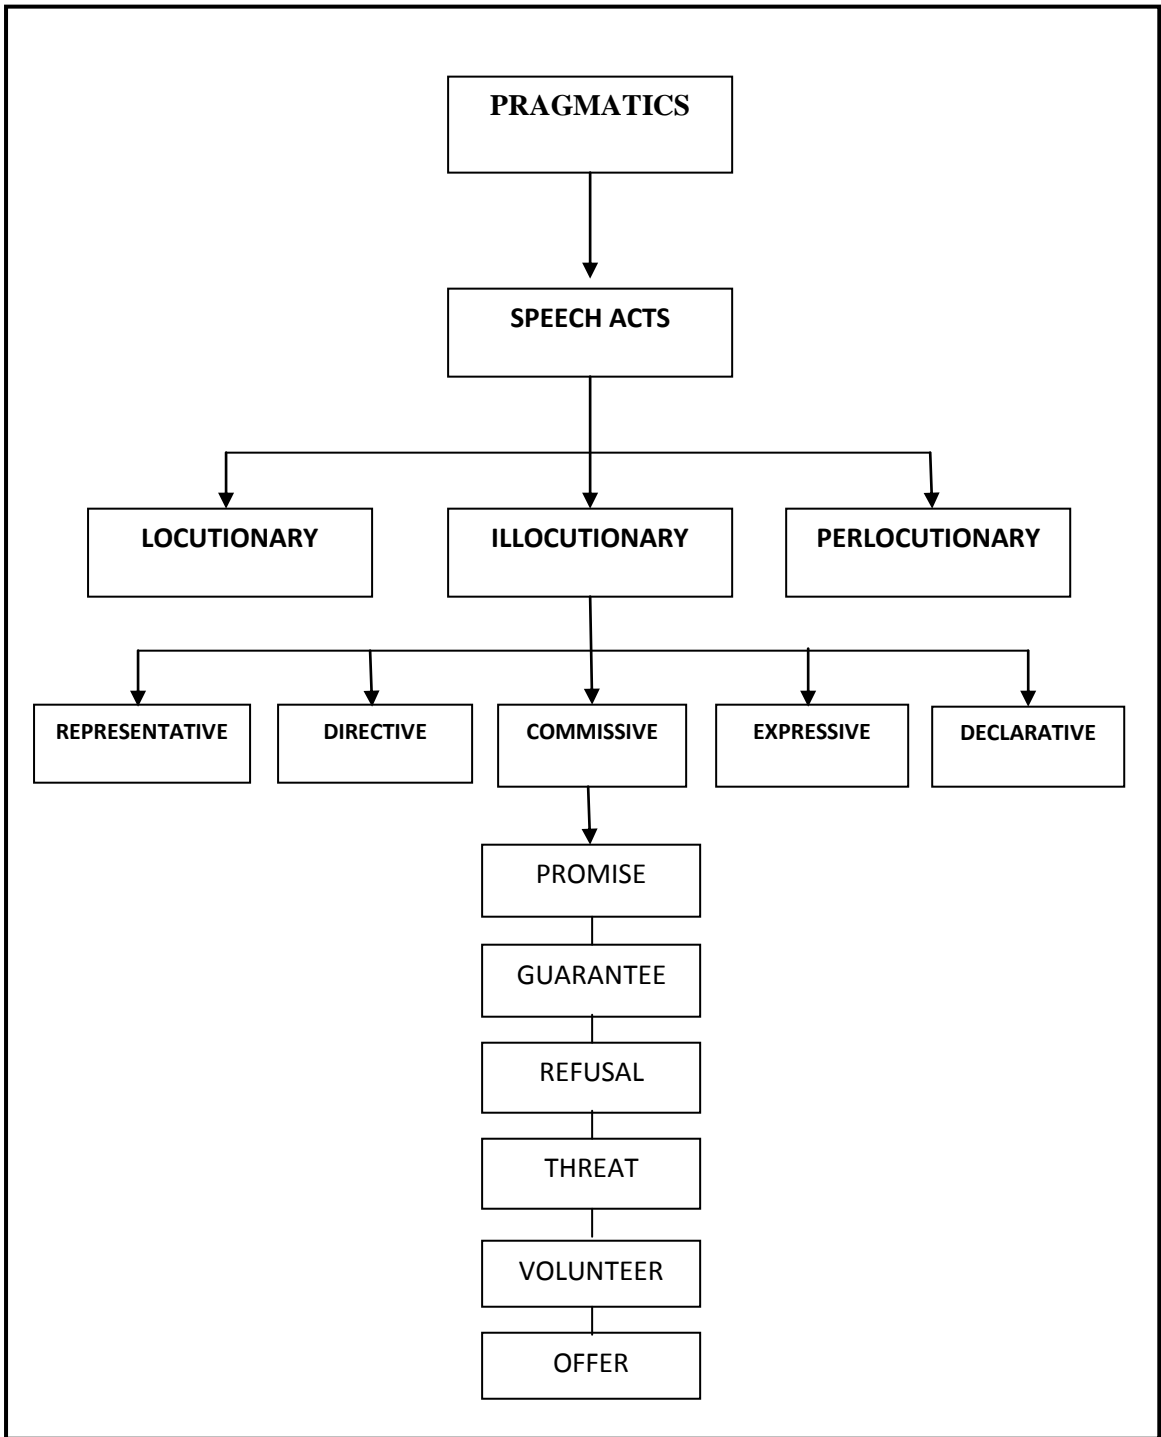 PRAGMATICS
SPEECH ACTS
LOCUTIONARY
ILLOCUTIONARY
PERLOCUTIONARY
REPRESENTATIVE
DIRECTIVE
COMMISSIVE
EXPRESSIVE
DECLARATIVE
PROMISE
GUARANTEE
REFUSAL
THREAT
VOLUNTEER
OFFER